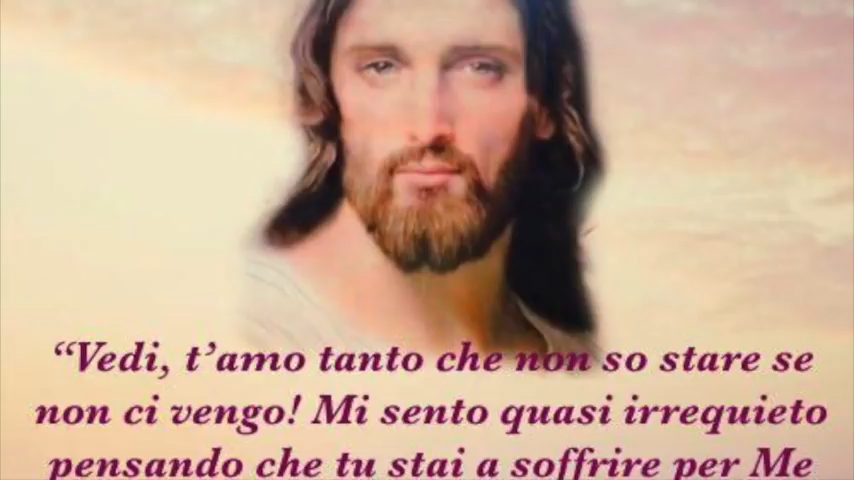 “Vedi, t’amo tanto che non so stare se
non ci vengo! Mi sento quasi irrequieto
pensando che tu stai a soffrire per Me